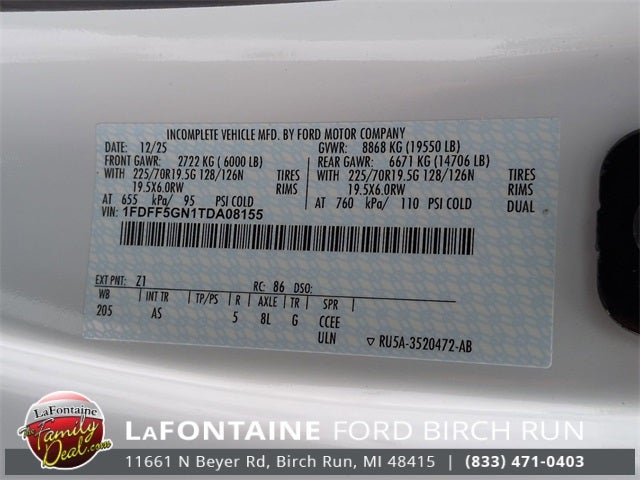 INCOMPLETE VEHICLE MFD. BY FORD MOTOR COMPANY
DATE: 12/25 GVWR: 8868 KG (19550 LB)
FRONT GAWR: 2722 KG (6000 LB) REAR GAWR: 6671 KG (14706 LB)
WITH 225/70R19.5G 128/126N TIRES WITH 225/70R19.5G 128/126N TIRES
19.5X6.0RW RIMS 19.5X6.0RW RIMS
AT 655 kPa/ 95 PSI COLD AT 760 kPa/ 110 PSI COLD DUAL
VIN: 1FDFF5GN1TDA08155
EXT PNT: Z1 RC: 86 DSO:
WB INT TR TP/PS R AXLE TR SPR
205 AS 5 8L G CCEE
ULN ▽ RU5A-3520472-AB
LaFontaine
The Family Deal.com
LAFONTAINE FORD BIRCH RUN
11661 N Beyer Rd, Birch Run, MI 48415 | (833) 471-0403